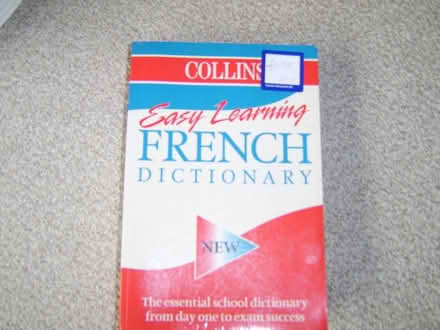 COLLINS
Easy Learning
FRENCH
DICTIONARY
NEW
The essential school dictionary
from day one to exam success